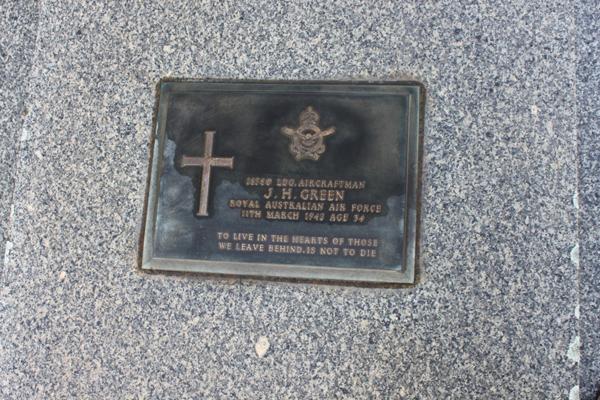 LDG. AIRCRAFTMAN
J. H. GREEN
ROYAL AUSTRALIAN AIR FORCE
11TH MARCH 1943 AGE 34
TO LIVE IN THE HEARTS OF THOSE
WE LEAVE BEHIND. IS NOT TO DIE